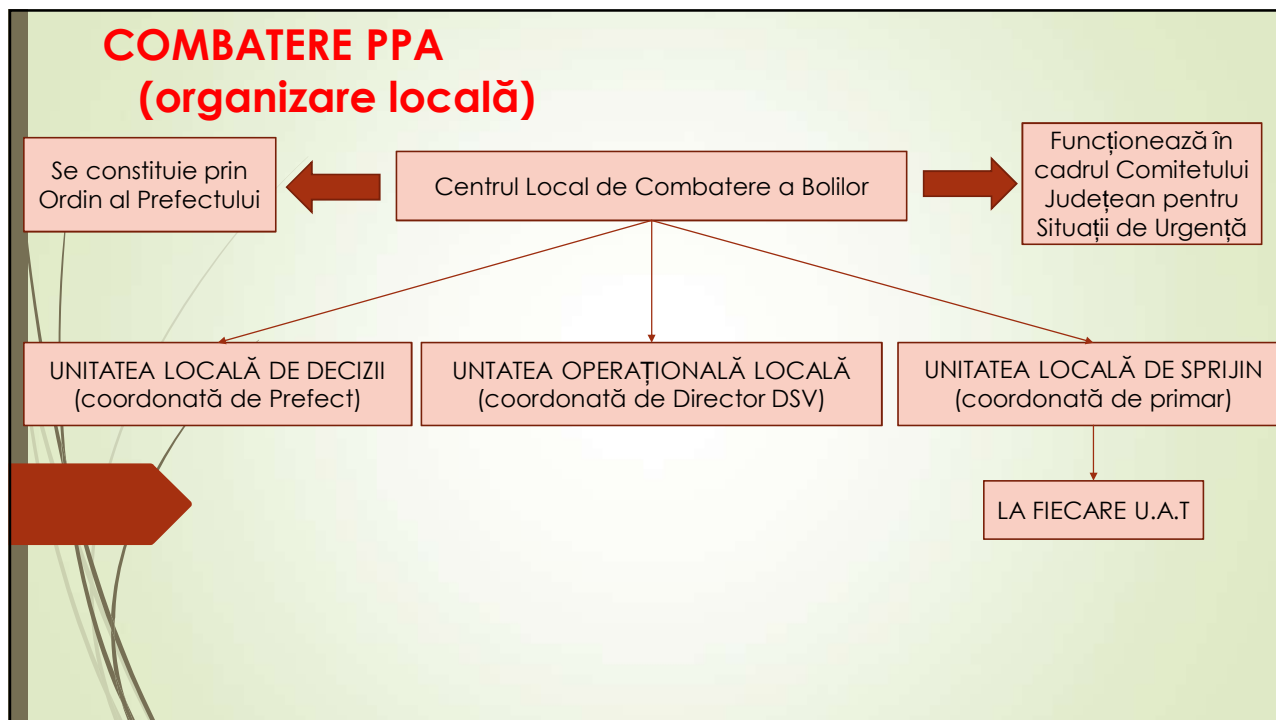 COMBATERE PPA
(organizare locală)
Se constituie prin
Ordin al Prefectului
Centrul Local de Combatere a Bolilor
Funcționează în
cadrul Comitetului
Județean pentru
Situații de Urgență
UNITATEA LOCALĂ DE DECIZII
(coordonată de Prefect)
UNTATEA OPERAȚIONALĂ LOCALĂ
(coordonată de Director DSV)
UNITATEA LOCALĂ DE SPRIJIN
(coordonată de primar)
LA FIECARE U.A.T